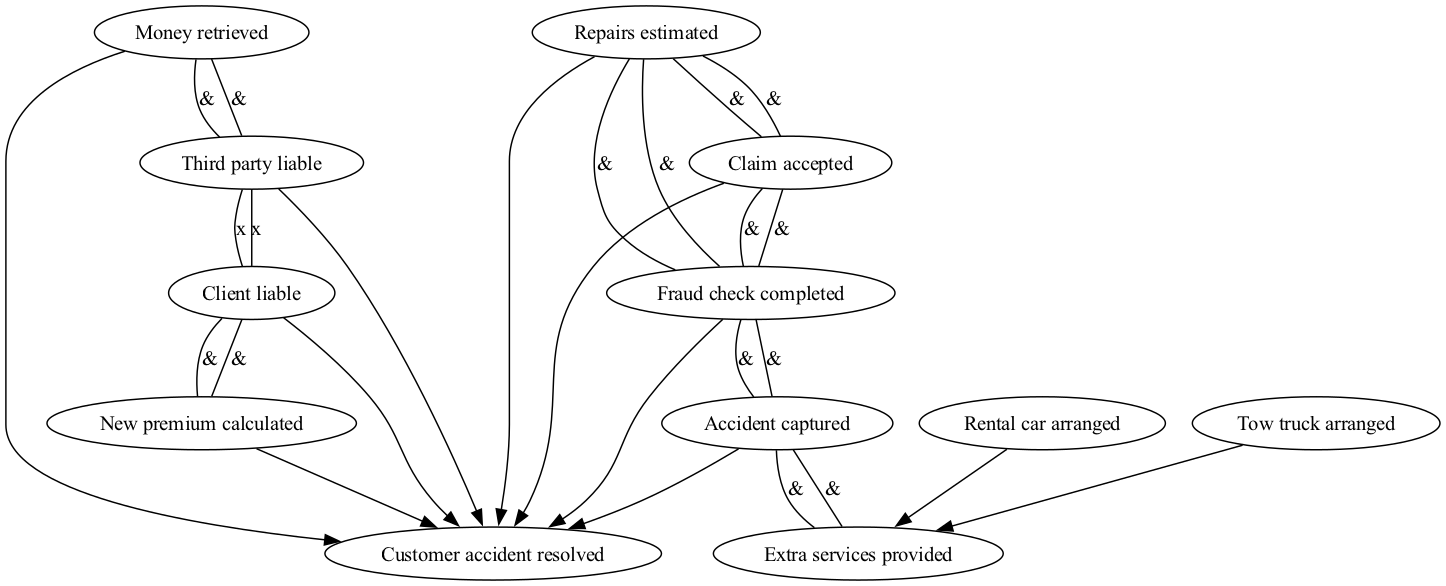 Money retrieved
Repairs estimated
& & & &
Third party liable
& &
Claim accepted
x x & &
Client liable
Fraud check completed
& & & &
New premium calculated
Accident captured
Rental car arranged
Tow truck arranged
& &
Customer accident resolved
Extra services provided